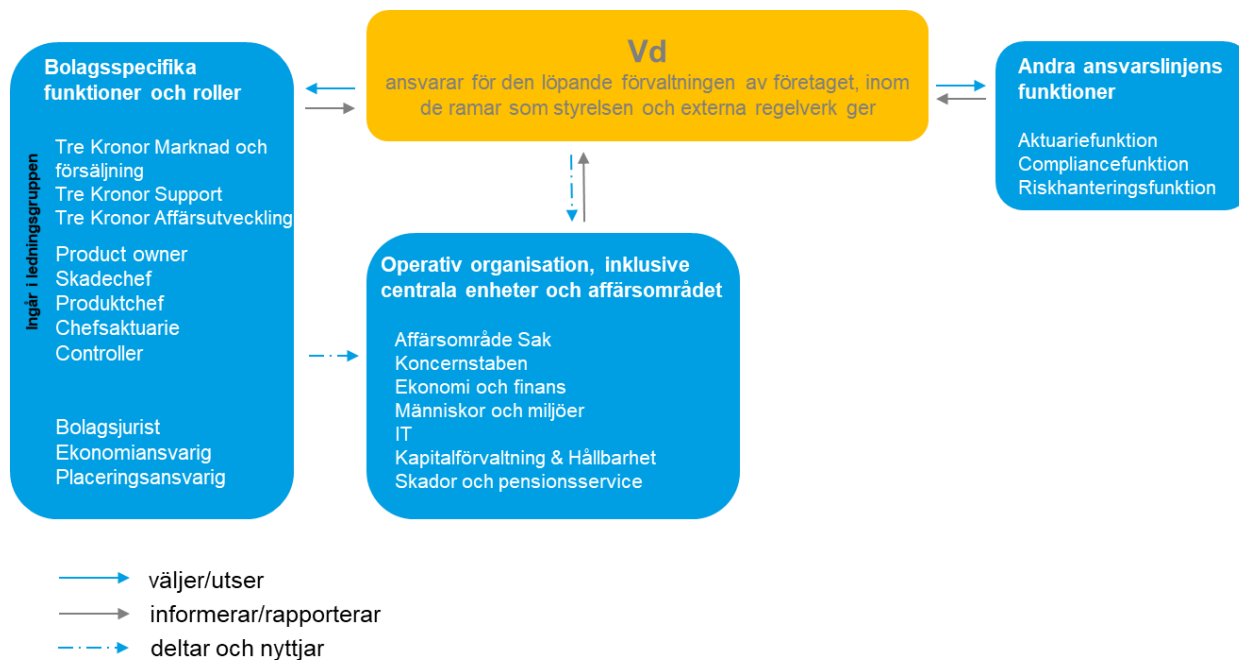 Vd
ansvarar för den löpande förvaltningen av företaget, inom
de ramar som styrelsen och externa regelverk ger
Bolagsspecifika
funktioner och roller
Ingår i ledningsgruppen
Tre Kronor Marknad och
försäljning
Tre Kronor Support
Tre Kronor Affärsutveckling
Product owner
Skadechef
Produktchef
Chefsaktuarie
Controller
Bolagsjurist
Ekonomiansvarig
Placeringsansvarig
Operativ organisation, inklusive
centrala enheter och affärsområdet
Affärsområde Sak
Koncernstaben
Ekonomi och finans
Människor och miljöer
IT
Kapitalförvaltning & Hållbarhet
Skador och pensionsservice
Andra ansvarslinjens
funktioner
Aktuariefunktion
Compliancefunktion
Riskhanteringsfunktion
väljer/utser
informerar/rapporterar
deltar och nyttjar